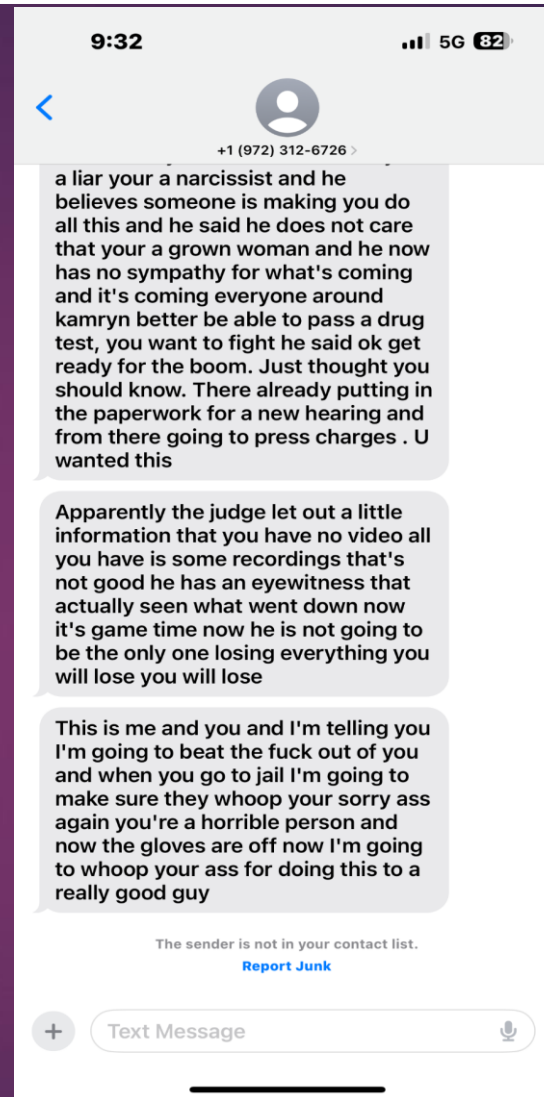 9:32
5G 82
+1 (972) 312-6726 >
a liar your a narcissist and he
believes someone is making you do
all this and he said he does not care
that your a grown woman and he now
has no sympathy for what's coming
and it's coming everyone around
kamryn better be able to pass a drug
test, you want to fight he said ok get
ready for the boom. Just thought you
should know. There already putting in
the paperwork for a new hearing and
from there going to press charges . U
wanted this
Apparently the judge let out a little
information that you have no video all
you have is some recordings that's
not good he has an eyewitness that
actually seen what went down now
it's game time now he is not going to
be the only one losing everything you
will lose you will lose
This is me and you and I'm telling you
I'm going to beat the fuck out of you
and when you go to jail I'm going to
make sure they whoop your sorry ass
again you're a horrible person and
now the gloves are off now I'm going
to whoop your ass for doing this to a
really good guy
The sender is not in your contact list.
Report Junk
Text Message